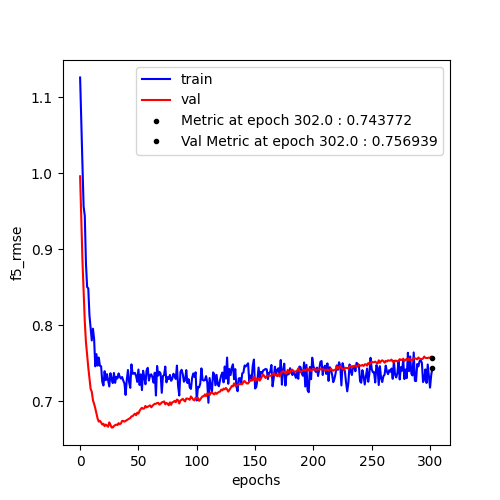 train
val
Metric at epoch 302.0 : 0.743772
Val Metric at epoch 302.0 : 0.756939
1.1
1.0
0.9
0.8
0.7
f5_rmse
0 50 100 150 200 250 300
epochs